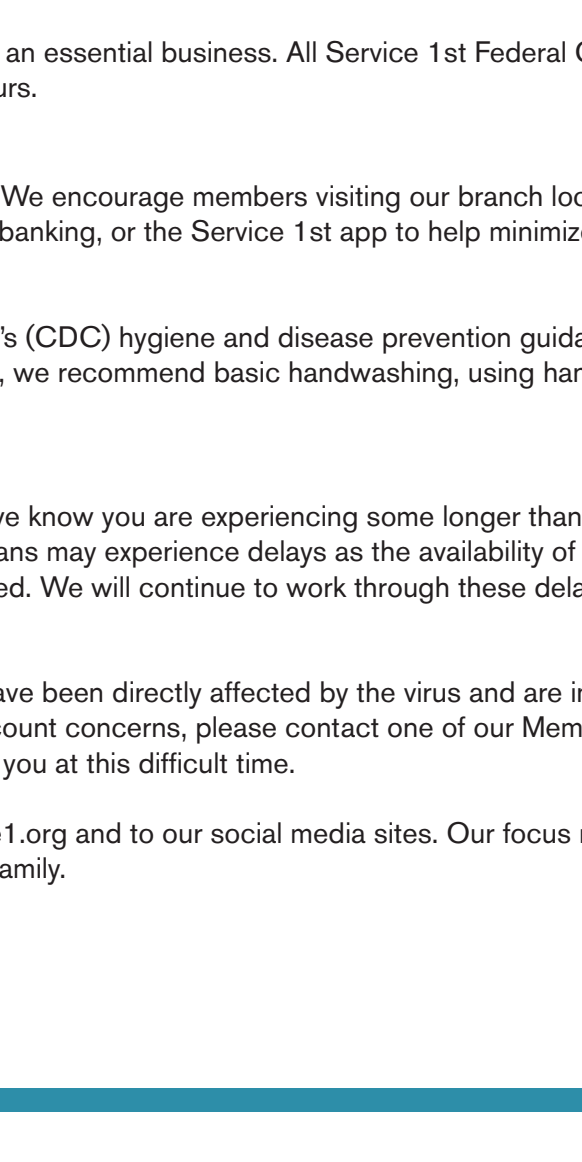 an essential business. All Service 1st Federal
urs.
We encourage members visiting our branch loc
banking, or the Service 1st app to help minimize
's (CDC) hygiene and disease prevention guida
, we recommend basic handwashing, using han
we know you are experiencing some longer than
ans may experience delays as the availability of
ed. We will continue to work through these dela
ave been directly affected by the virus and are in
count concerns, please contact one of our Mem
you at this difficult time.
e1.org and to our social media sites. Our focus
amily.